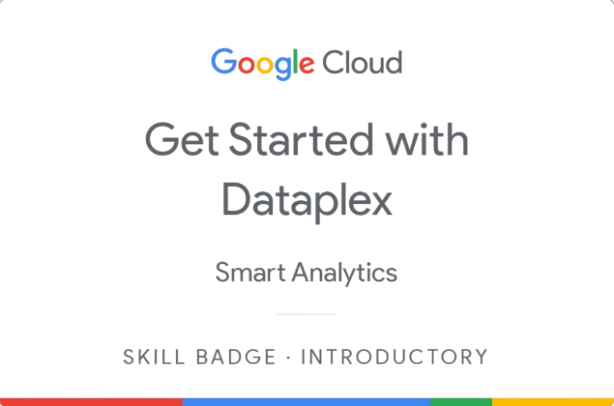 Google Cloud
Get Started with
Dataplex
Smart Analytics
SKILL BADGE · INTRODUCTORY